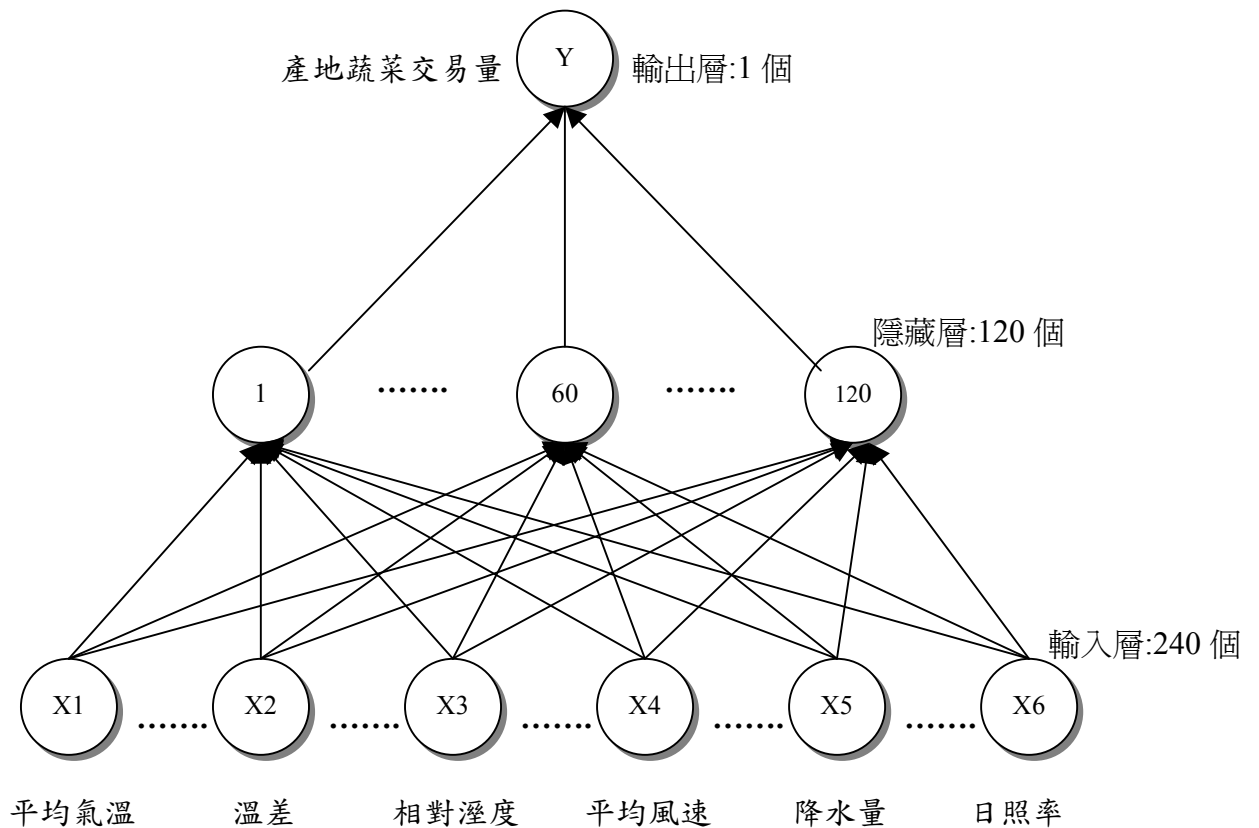 Y
產地蔬菜交易量
輸出層:1 個
隱藏層:120 個
1
.......
60
.......
120
輸入層:240 個
X1
.......
X2
.......
X3
.......
X4
.......
X5
.......
X6
平均氣溫
溫差
相對溼度
平均風速
降水量
日照率